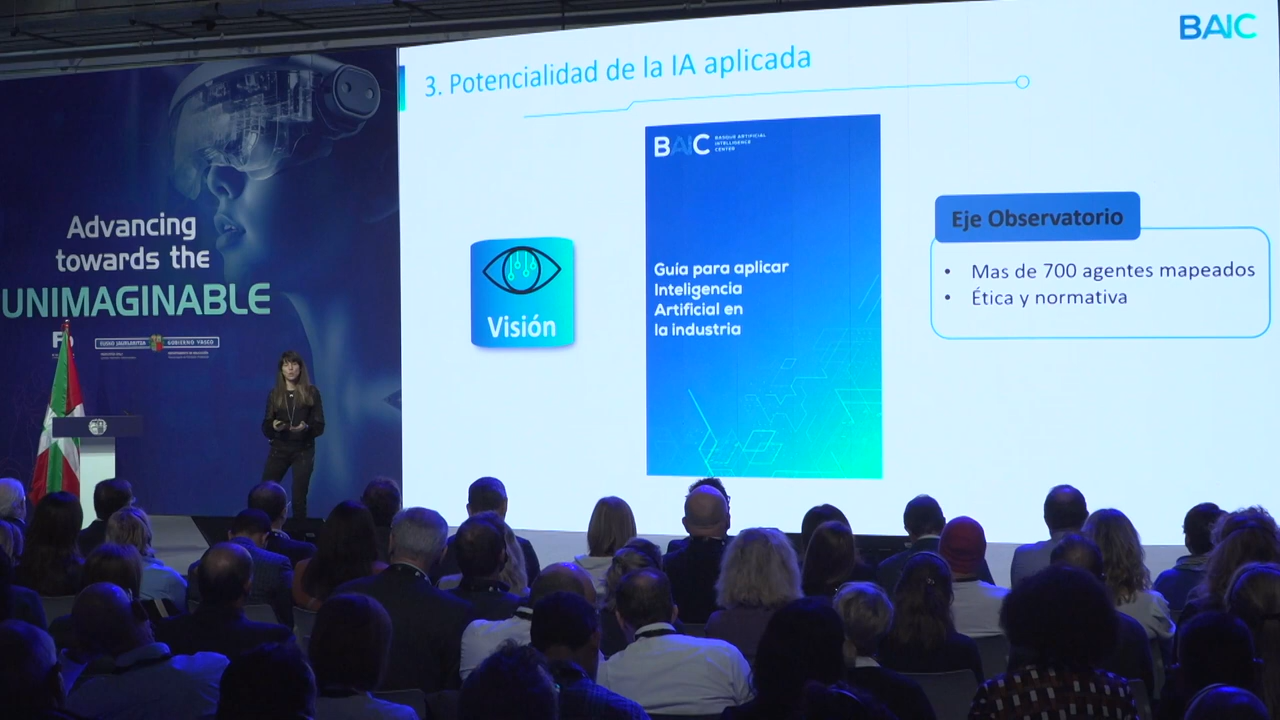 BAIC
3. Potencialidad de la IA aplicada
BAIC
BASQUE ARTIFICIAL
INTELLIGENCE
CENTER
Guía para aplicar
Inteligencia
Artificial en
la industria
Visión
Eje Observatorio
• Mas de 700 agentes mapeados
• Ética y normativa
Advancing
towards the
UNIMAGINABLE
EUSKO JAURLARITZA
GOBIERNO VASCO